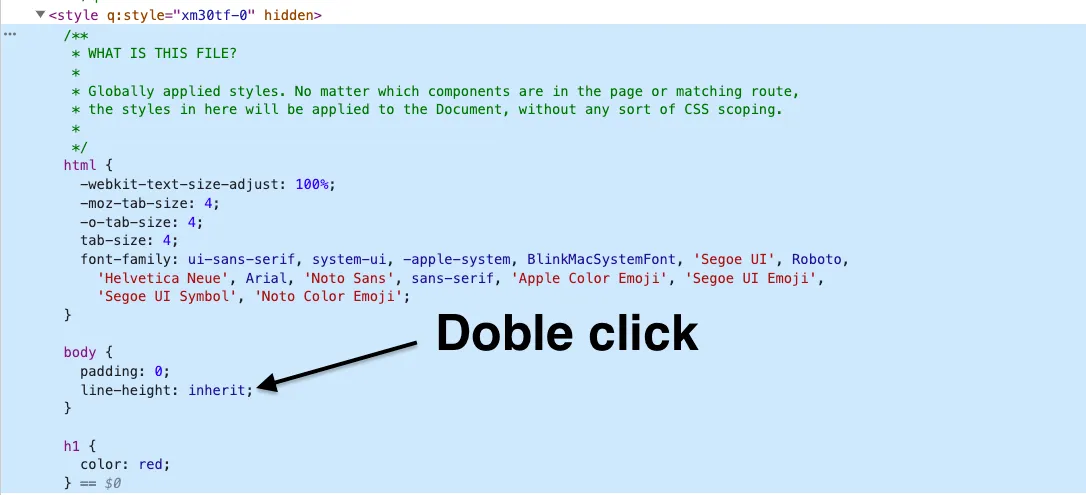 <style q:style="xm30tf-0" hidden>
/**
* WHAT IS THIS FILE?
*
* Globally applied styles. No matter which components are in the page or matching route,
* the styles in here will be applied to the Document, without any sort of CSS scoping.
*
*/
html {
-webkit-text-size-adjust: 100%;
-moz-tab-size: 4;
-o-tab-size: 4;
tab-size: 4;
font-family: ui-sans-serif, system-ui, -apple-system, BlinkMacSystemFont, 'Segoe UI', Roboto,
'Helvetica Neue', Arial, 'Noto Sans', sans-serif, 'Apple Color Emoji', 'Segoe UI Emoji',
'Segoe UI Symbol', 'Noto Color Emoji';
}
Doble click
body {
padding: 0;
line-height: inherit;
}
h1 {
color: red;
} == $0